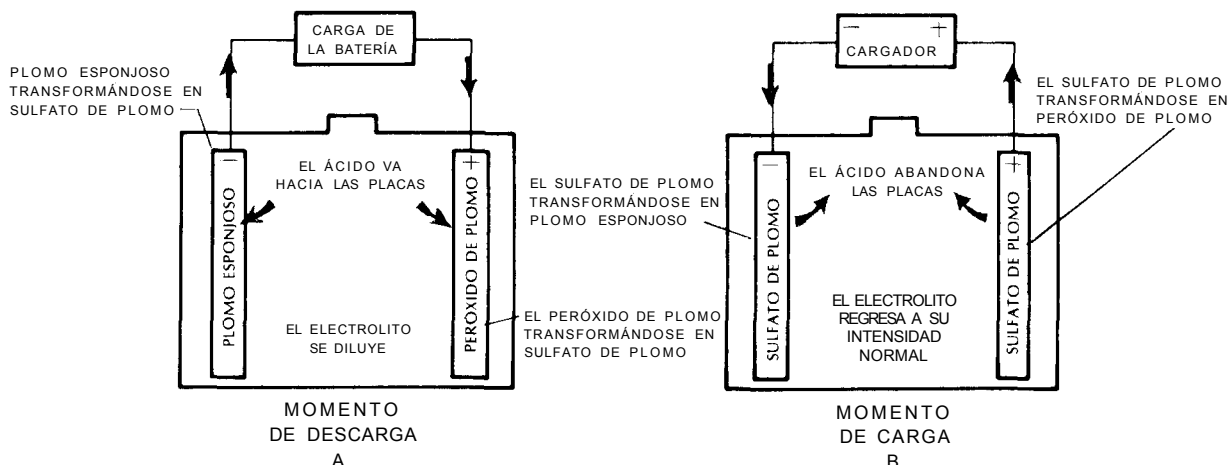 CARGA DE
LA BATERÍA
PLOMO ESPONJOSO
TRANSFORMÁNDOSE EN
SULFATO DE PLOMO
−
+
EL ÁCIDO VA
HACIA LAS PLACAS
PLOMO ESPONJOSO
PERÓXIDO DE PLOMO
EL ELECTROLITO
SE DILUYE
EL PERÓXIDO DE PLOMO
TRANSFORMÁNDOSE EN
SULFATO DE PLOMO
MOMENTO
DE DESCARGA
A
− +
CARGADOR
EL SULFATO DE PLOMO
TRANSFORMÁNDOSE EN
PERÓXIDO DE PLOMO
−
+
EL ÁCIDO ABANDONA
LAS PLACAS
EL SULFATO DE PLOMO
TRANSFORMÁNDOSE EN
PLOMO ESPONJOSO
SULFATO DE PLOMO
SULFATO DE PLOMO
EL ELECTROLITO
REGRESA A SU
INTENSIDAD
NORMAL
MOMENTO
DE CARGA
B